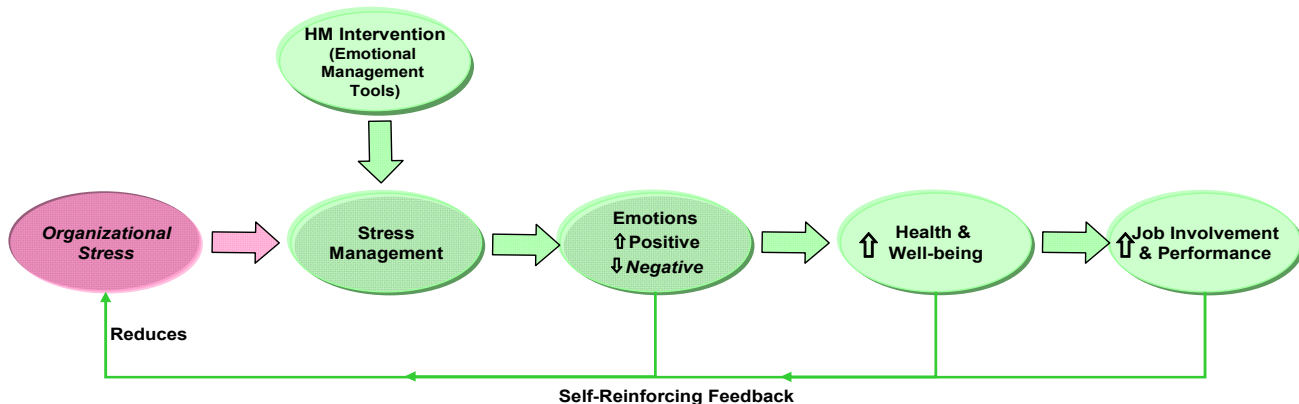 HM Intervention
(Emotional
Management
Tools)
Organizational
Stress
Stress
Management
Emotions
⇧Positive
⇩Negative
⇧ Health &
Well-being
⇧ Job Involvement
& Performance
Reduces
Self-Reinforcing Feedback